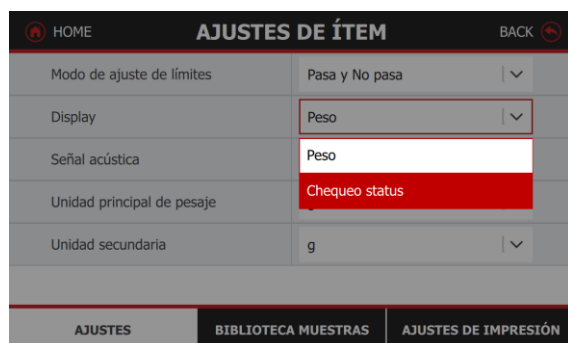 HOME AJUSTES DE ÍTEM BACK
Modo de ajuste de límites Pasa y No pasa
Display Peso
Señal acústica Peso
Chequeo status
Unidad principal de pesaje
Unidad secundaria g
AJUSTES BIBLIOTECA MUESTRAS AJUSTES DE IMPRESIÓN